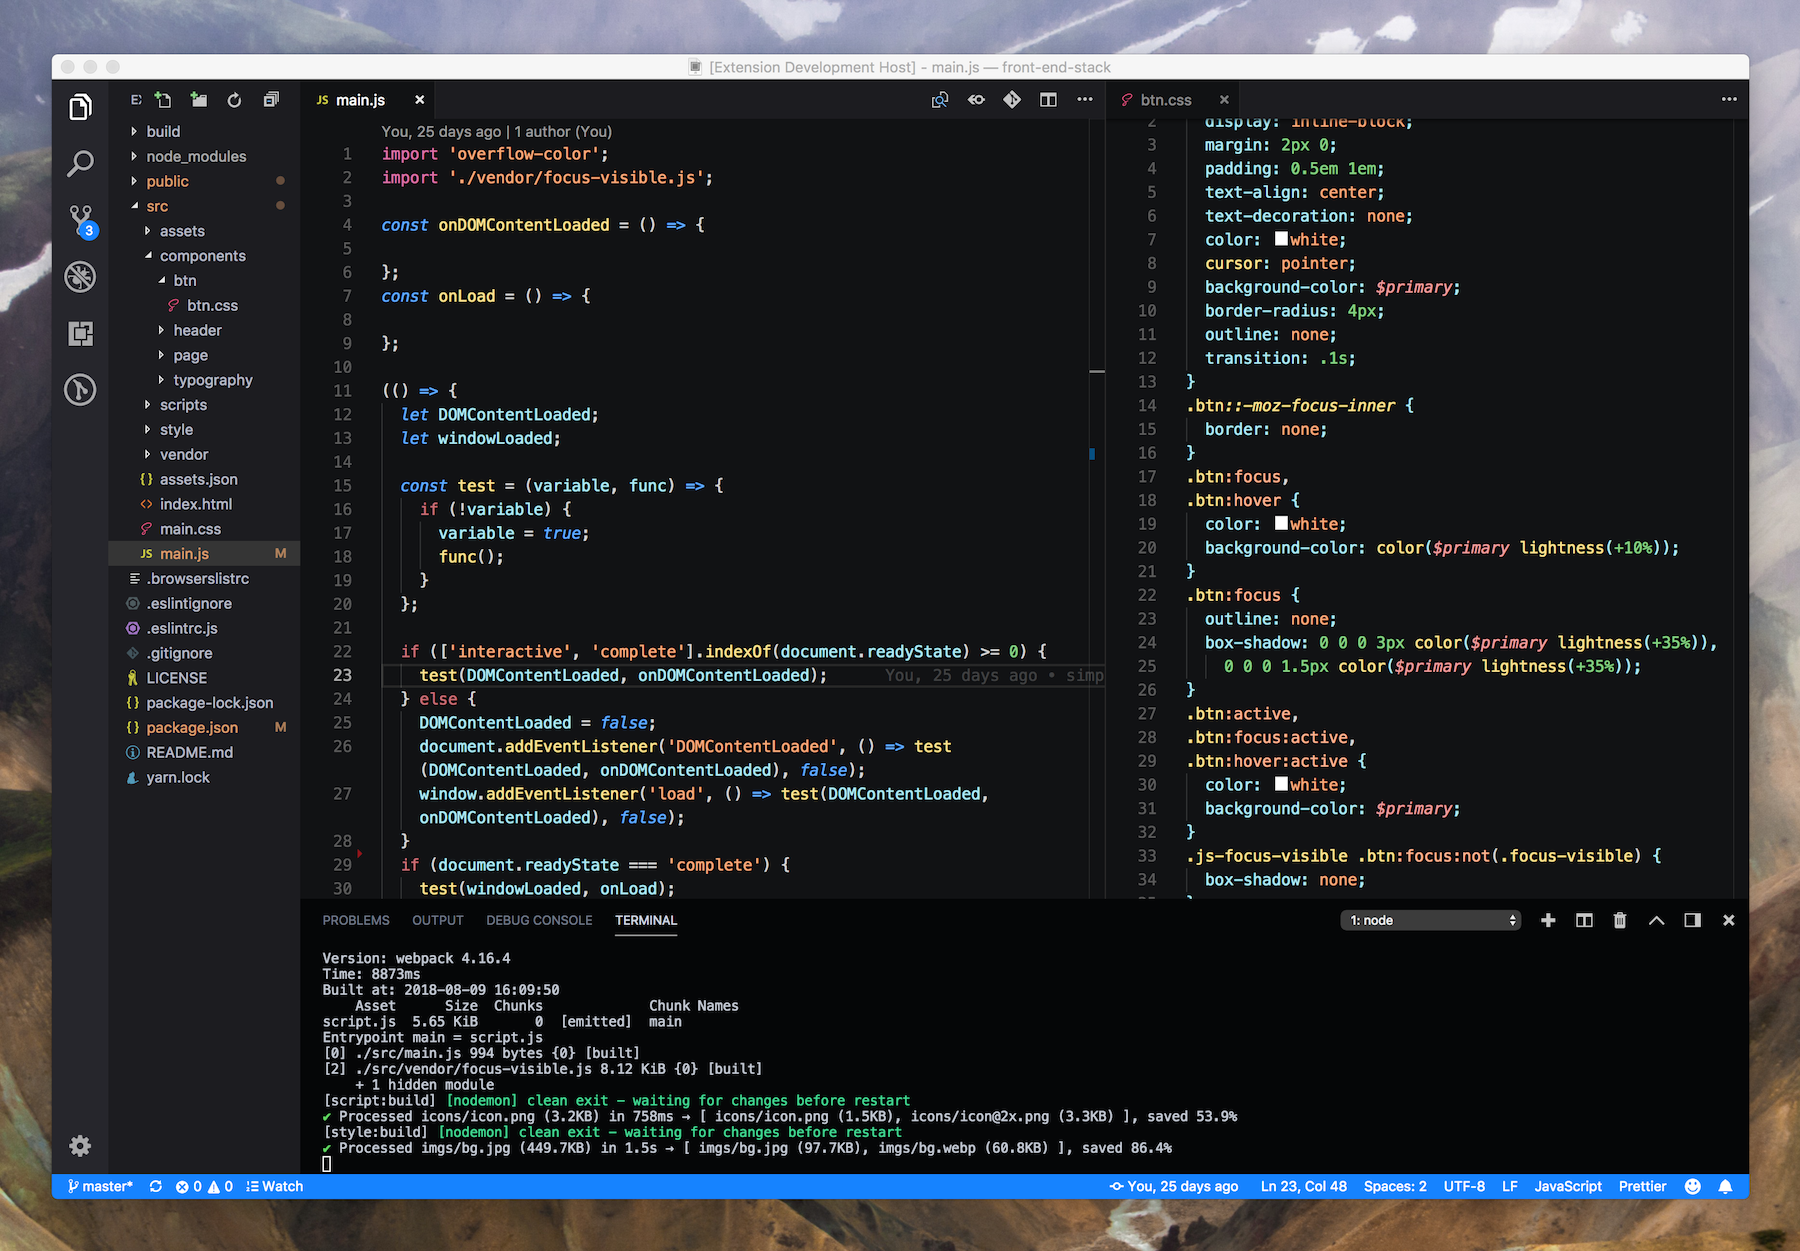 [Extension Development Host] - main.js — front-end-stack
build
node_modules
public
src
assets
components
btn
btn.css
header
page
typography
scripts
style
vendor
{} assets.json
<> index.html
main.css
JS main.js M
.browserslistrc
.eslintignore
.eslintrc.js
.gitignore
LICENSE
{} package-lock.json
{} package.json M
README.md
yarn.lock
3
JS main.js ×
You, 25 days ago | 1 author (You)
1 import 'overflow-color';
2 import './vendor/focus-visible.js';
3
4 const onDOMContentLoaded = () => {
5
6 };
7 const onLoad = () => {
8
9 };
10
11 (() => {
12 let DOMContentLoaded;
13 let windowLoaded;
14
15 const test = (variable, func) => {
16 if (!variable) {
17 variable = true;
18 func();
19 }
20 };
21
22 if (['interactive', 'complete'].indexOf(document.readyState) >= 0) {
23 test(DOMContentLoaded, onDOMContentLoaded); You, 25 days ago • simp
24 } else {
25 DOMContentLoaded = false;
26 document.addEventListener('DOMContentLoaded', () => test
(DOMContentLoaded, onDOMContentLoaded), false);
27 window.addEventListener('load', () => test(DOMContentLoaded,
onDOMContentLoaded), false);
28 }
29 if (document.readyState === 'complete') {
30 test(windowLoaded, onLoad);
btn.css ×
2 display: inline-block;
3 margin: 2px 0;
4 padding: 0.5em 1em;
5 text-align: center;
6 text-decoration: none;
7 color: white;
8 cursor: pointer;
9 background-color: $primary;
10 border-radius: 4px;
11 outline: none;
12 transition: .1s;
13 }
14 .btn::-moz-focus-inner {
15 border: none;
16 }
17 .btn:focus,
18 .btn:hover {
19 color: white;
20 background-color: color($primary lightness(+10%));
21 }
22 .btn:focus {
23 outline: none;
24 box-shadow: 0 0 0 3px color($primary lightness(+35%)),
25 0 0 0 1.5px color($primary lightness(+35%));
26 }
27 .btn:active,
28 .btn:focus:active,
29 .btn:hover:active {
30 color: white;
31 background-color: $primary;
32 }
33 .js-focus-visible .btn:focus:not(.focus-visible) {
34 box-shadow: none;
PROBLEMS OUTPUT DEBUG CONSOLE TERMINAL 1: node
Version: webpack 4.16.4
Time: 8873ms
Built at: 2018-08-09 16:09:50
Asset Size Chunks Chunk Names
script.js 5.65 KiB 0 [emitted] main
Entrypoint main = script.js
[0] ./src/main.js 994 bytes {0} [built]
[2] ./src/vendor/focus-visible.js 8.12 KiB {0} [built]
+ 1 hidden module
[script:build] [nodemon] clean exit - waiting for changes before restart
✔ Processed icons/icon.png (3.2KB) in 758ms → [ icons/icon.png (1.5KB), icons/icon@2x.png (3.3KB) ], saved 53.9%
[style:build] [nodemon] clean exit - waiting for changes before restart
✔ Processed imgs/bg.jpg (449.7KB) in 1.5s → [ imgs/bg.jpg (97.7KB), imgs/bg.webp (60.8KB) ], saved 86.4%
master* 0 0 Watch You, 25 days ago Ln 23, Col 48 Spaces: 2 UTF-8 LF JavaScript Prettier